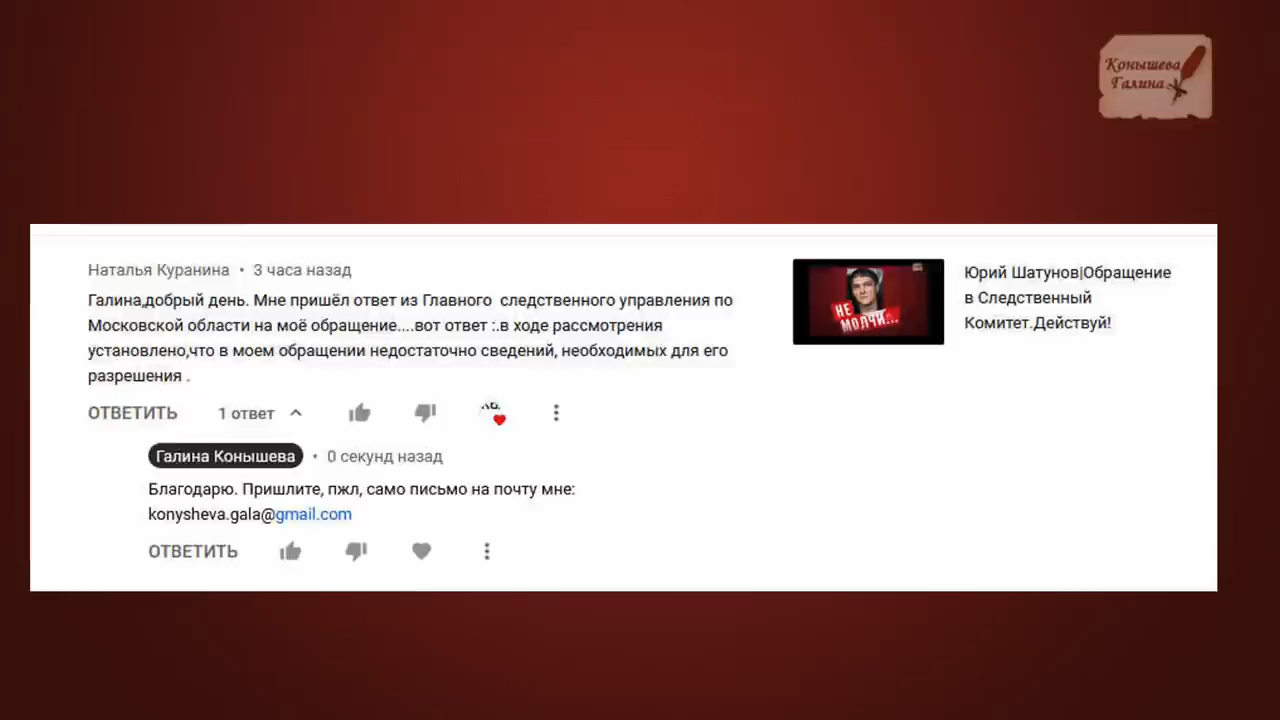 Конышева
Галина
Наталья Куранина • 3 часа назад
Галина,добрый день. Мне пришёл ответ из Главного следственного управления по
Московской области на моё обращение....вот ответ :.в ходе рассмотрения
установлено,что в моем обращении недостаточно сведений, необходимых для его
разрешения .
ОТВЕТИТЬ 1 ответ
Галина Конышева • 0 секунд назад
Благодарю. Пришлите, пжл, само письмо на почту мне:
konysheva.gala@gmail.com
ОТВЕТИТЬ
НЕ
МОЛЧИ...
Юрий Шатунов|Обращение
в Следственный
Комитет.Действуй!